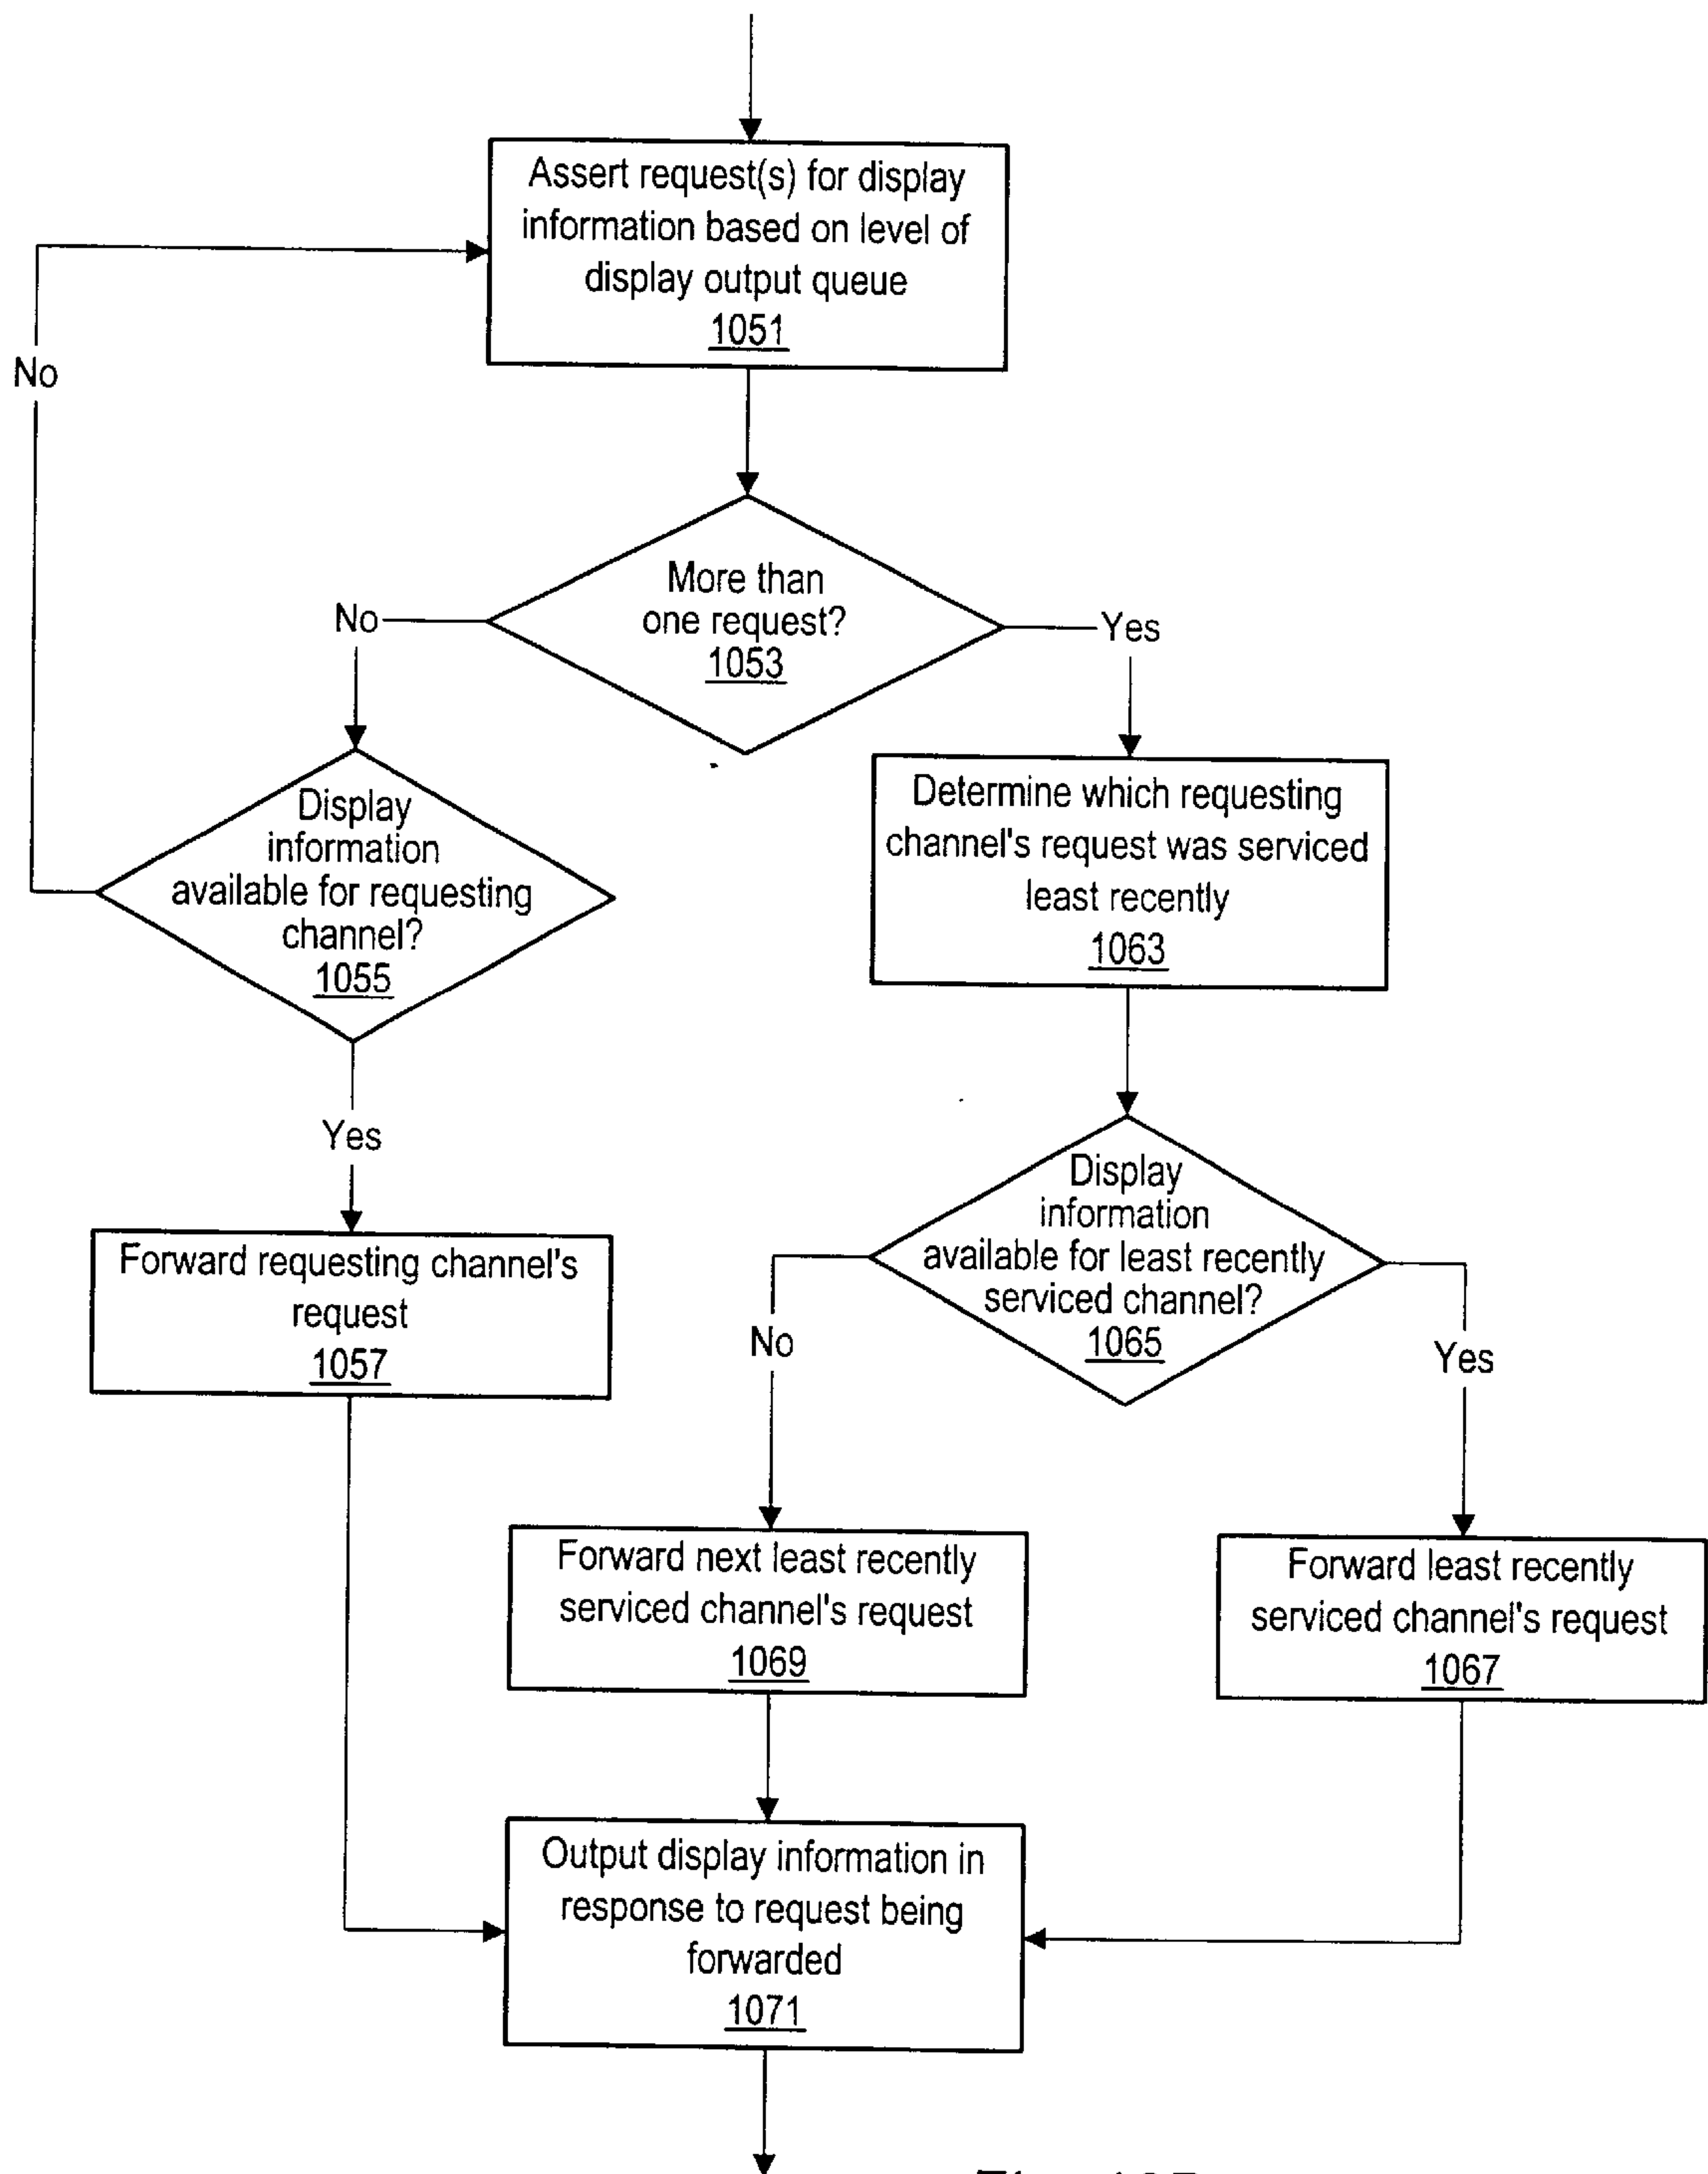 Assert request(s) for display
information based on level of
display output queue
1051
No
More than
one request?
1053
No
Yes
Display
information
available for requesting
channel?
1055
Determine which requesting
channel's request was serviced
least recently
1063
Yes
Display
information
available for least recently
serviced channel?
1065
Forward requesting channel's
request
1057
No
Yes
Forward next least recently
serviced channel's request
1069
Forward least recently
serviced channel's request
1067
Output display information in
response to request being
forwarded
1071